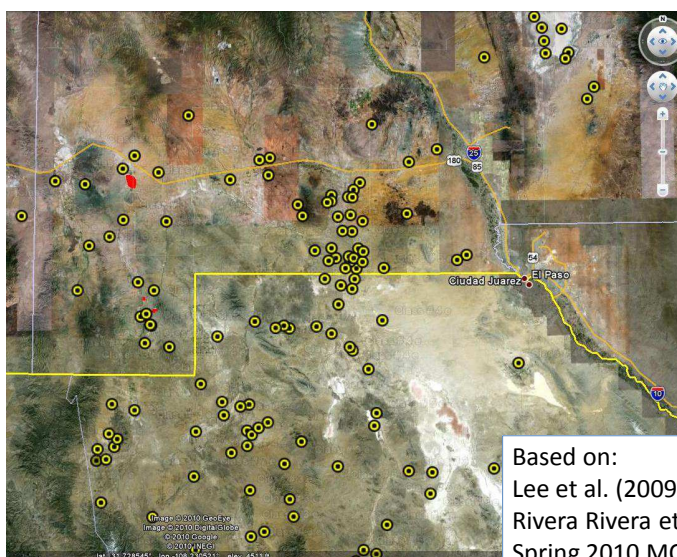 180
25
85
54
El Paso
Ciudad Juarez
10
Based on:
Lee et al. (2009
Rivera Rivera et
Spring 2010 MO
Image © 2010 GeoEye
Image © 2010 DigitalGlobe
© 2010 Google
© 2010 INEGI